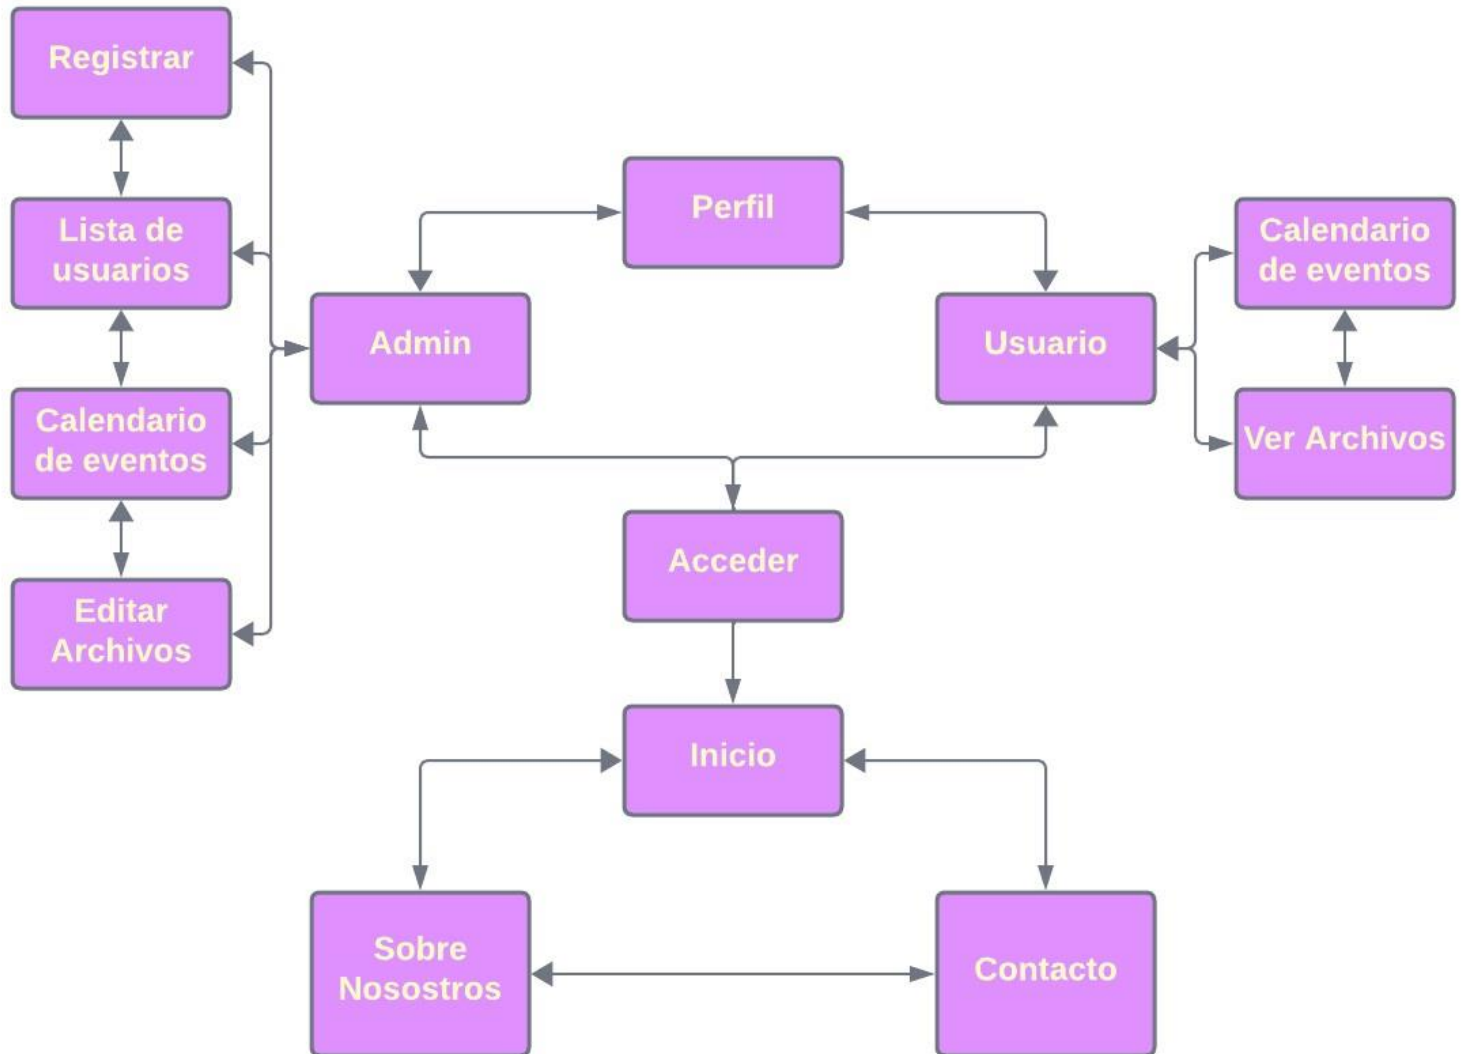 Registrar
Lista de
usuarios
Calendario
de eventos
Editar
Archivos
Perfil
Admin
Usuario
Calendario
de eventos
Ver Archivos
Acceder
Inicio
Sobre
Nosostros
Contacto